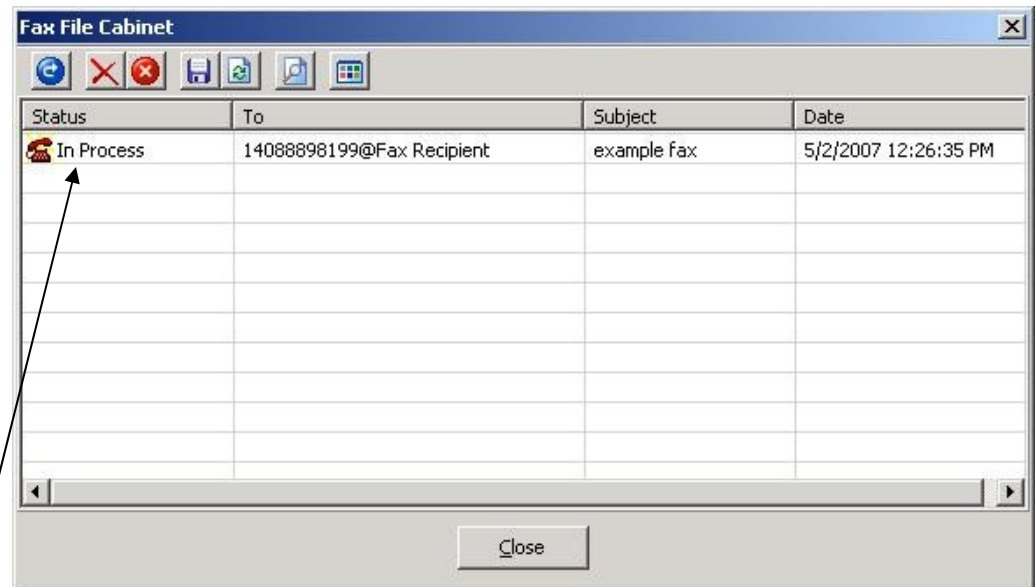 Fax File Cabinet
Status To Subject Date
In Process 14088898199@Fax Recipient example fax 5/2/2007 12:26:35 PM
Close